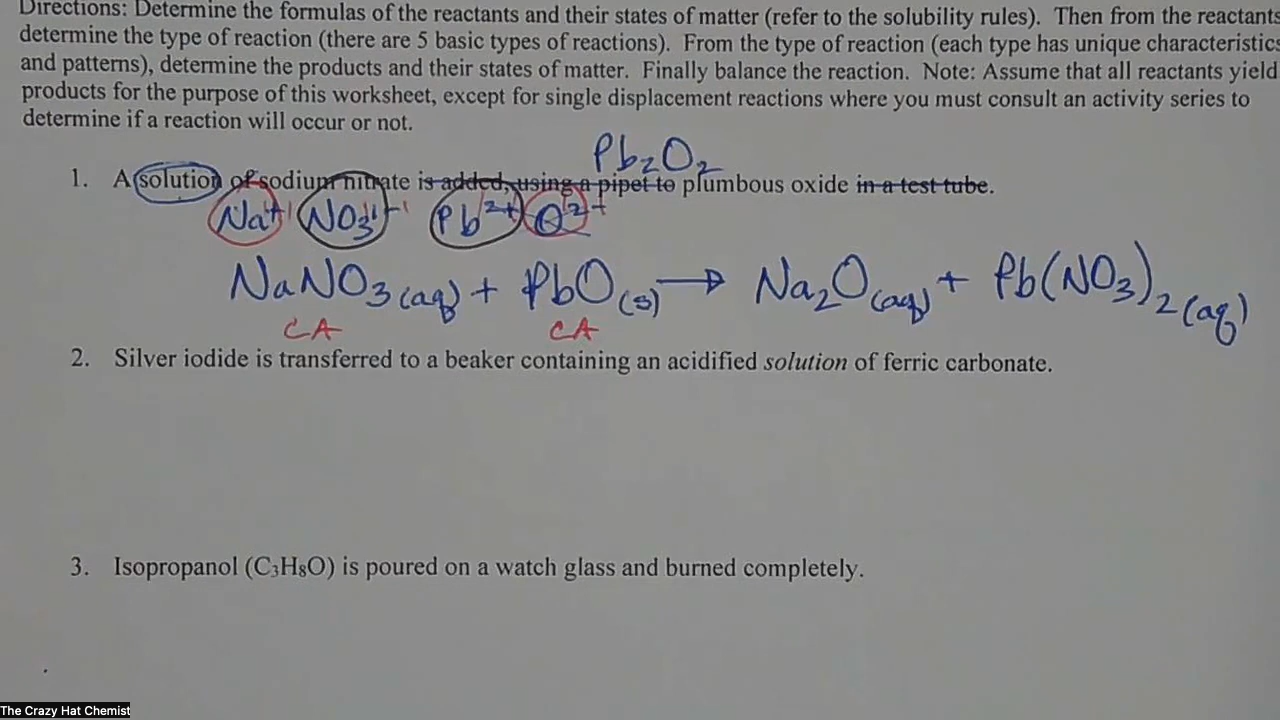 Directions: Determine the formulas of the reactants and their states of matter (refer to the solubility rules). Then from the reactants
determine the type of reaction (there are 5 basic types of reactions). From the type of reaction (each type has unique characteristics
and patterns), determine the products and their states of matter. Finally balance the reaction. Note: Assume that all reactants yield
products for the purpose of this worksheet, except for single displacement reactions where you must consult an activity series to
determine if a reaction will occur or not.
Pb₂O₂
1. A solution of sodium nitrate is added, using a pipet to plumbous oxide in a test tube.
Na⁺¹ NO₃¹⁻ Pb²⁺ O²⁻
NaNO₃(aq) + PbO(s) → Na₂O(aq) + Pb(NO₃)₂(aq)
CA CA
2. Silver iodide is transferred to a beaker containing an acidified solution of ferric carbonate.
3. Isopropanol (C₃H₈O) is poured on a watch glass and burned completely.
The Crazy Hat Chemist